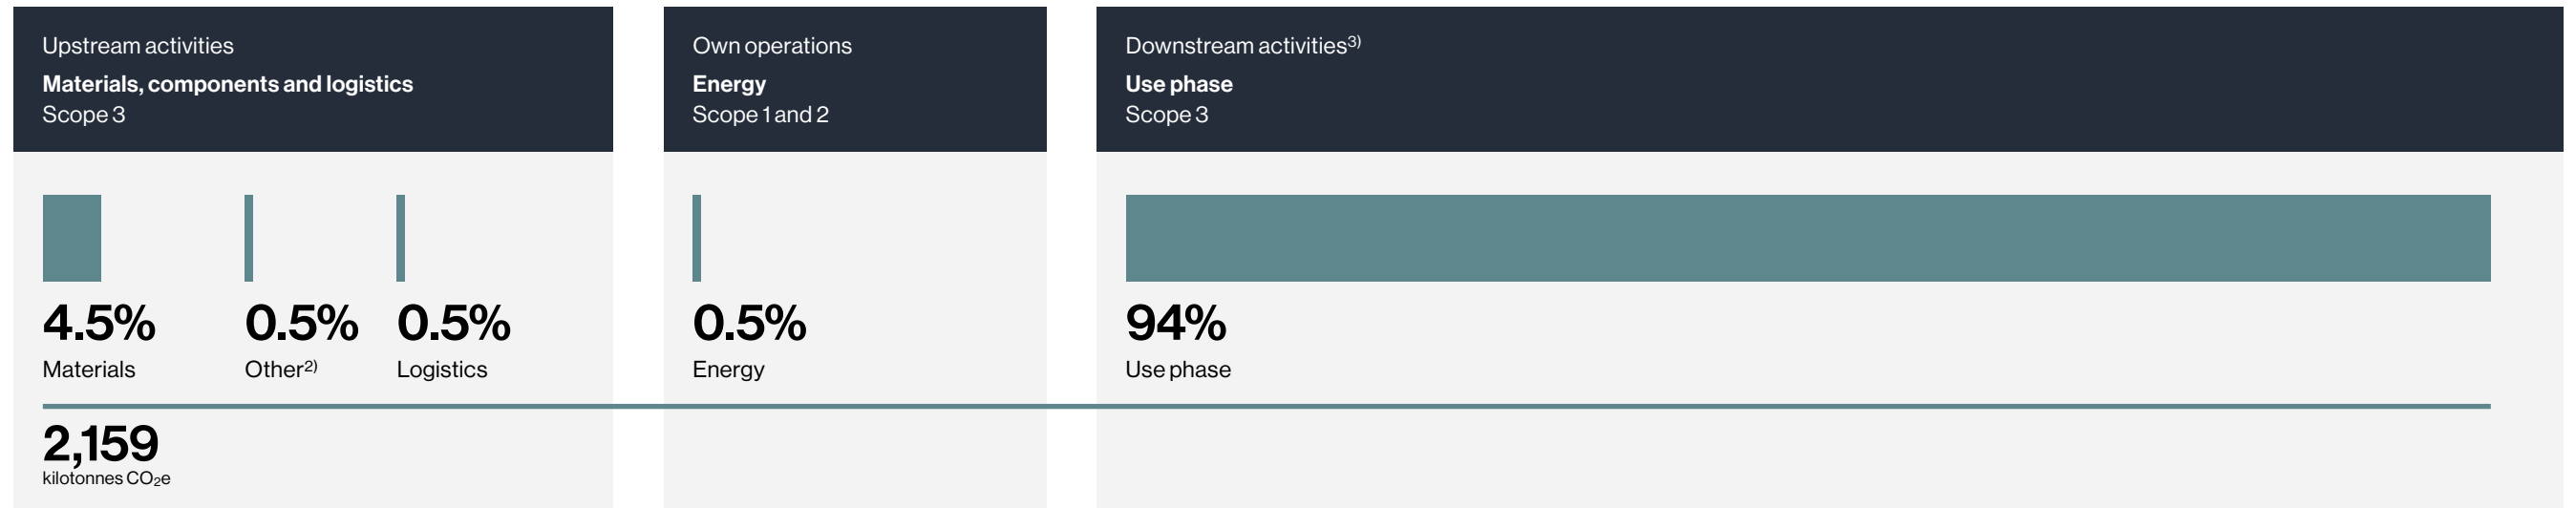 Upstream activities
Materials, components and logistics
Scope 3
4.5%
Materials
0.5%
Other2)
0.5%
Logistics
Own operations
Energy
Scope 1 and 2
0.5%
Energy
Downstream activities3)
Use phase
Scope 3
94%
Use phase
2,159
kilotonnes CO2e